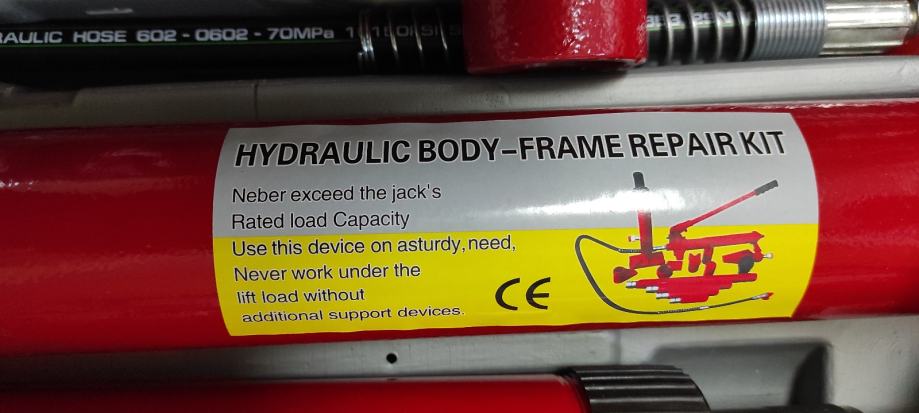 RAULIC HOSE 602 - 0602 - 70MPa
HYDRAULIC BODY-FRAME REPAIR KIT
Neber exceed the jack's
Rated load Capacity
Use this device on asturdy,need,
Never work under the
lift load without
additional support devices.
CE